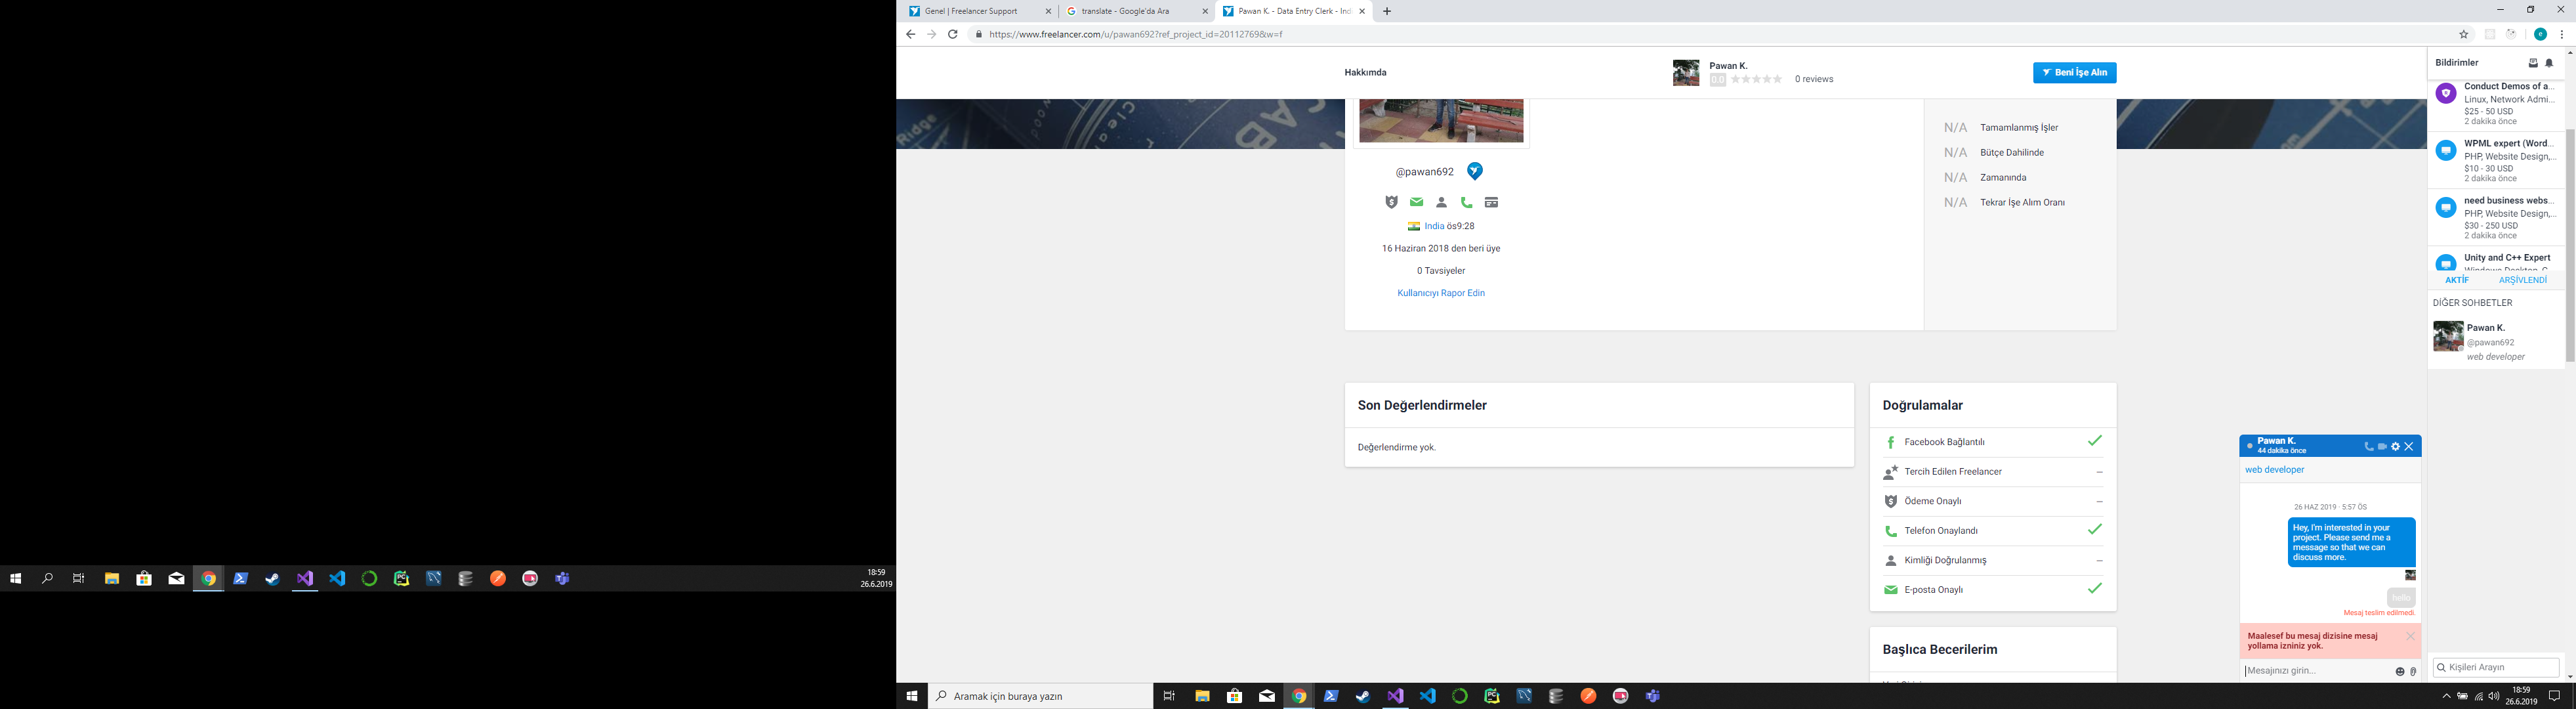 Genel | Freelancer Support
translate - Google'da Ara
Pawan K. - Data Entry Clerk - Ind
https://www.freelancer.com/u/pawan692?ref_project_id=20112769&w=f
Hakkımda
Pawan K.
0.0
0 reviews
Beni İşe Alın
@pawan692
India ös9:28
16 Haziran 2018 den beri üye
0 Tavsiyeler
Kullanıcıyı Rapor Edin
N/A Tamamlanmış İşler
N/A Bütçe Dahilinde
N/A Zamanında
N/A Tekrar İşe Alım Oranı
Son Değerlendirmeler
Değerlendirme yok.
Doğrulamalar
Facebook Bağlantılı
Tercih Edilen Freelancer
Ödeme Onaylı
Telefon Onaylandı
Kimliği Doğrulanmış
E-posta Onaylı
Başlıca Becerilerim
Bildirimler
Conduct Demos of a...
Linux, Network Admi...
$25 - 50 USD
2 dakika önce
WPML expert (Word...
PHP, Website Design,...
$10 - 30 USD
2 dakika önce
need business webs...
PHP, Website Design,...
$30 - 250 USD
2 dakika önce
Unity and C++ Expert
AKTİF
ARŞİVLENDİ
DİĞER SOHBETLER
Pawan K.
@pawan692
web developer
Kişileri Arayın
Pawan K.
44 dakika önce
web developer
26 HAZ 2019 · 5:57 ÖS
Hey, I'm interested in your
project. Please send me a
message so that we can
discuss more.
hello
Mesaj teslim edilmedi.
Maalesef bu mesaj dizisine mesaj
yollama izniniz yok.
Mesajınızı girin...
18:59
26.6.2019
Aramak için buraya yazın
18:59
26.6.2019